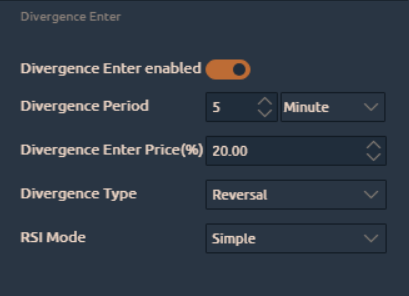 Divergence Enter
Divergence Enter enabled
Divergence Period 5 Minute
Divergence Enter Price(%) 20.00
Divergence Type Reversal
RSI Mode Simple